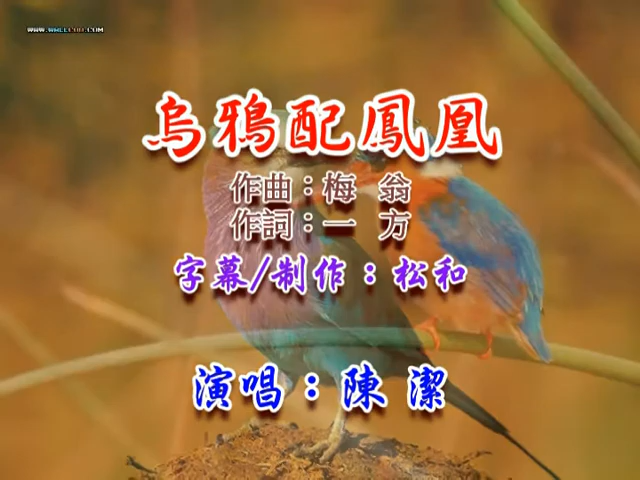 烏鴉配鳳凰
作曲：梅 翁
作詞：一 方
字幕/制作：松和
演唱：陳 潔